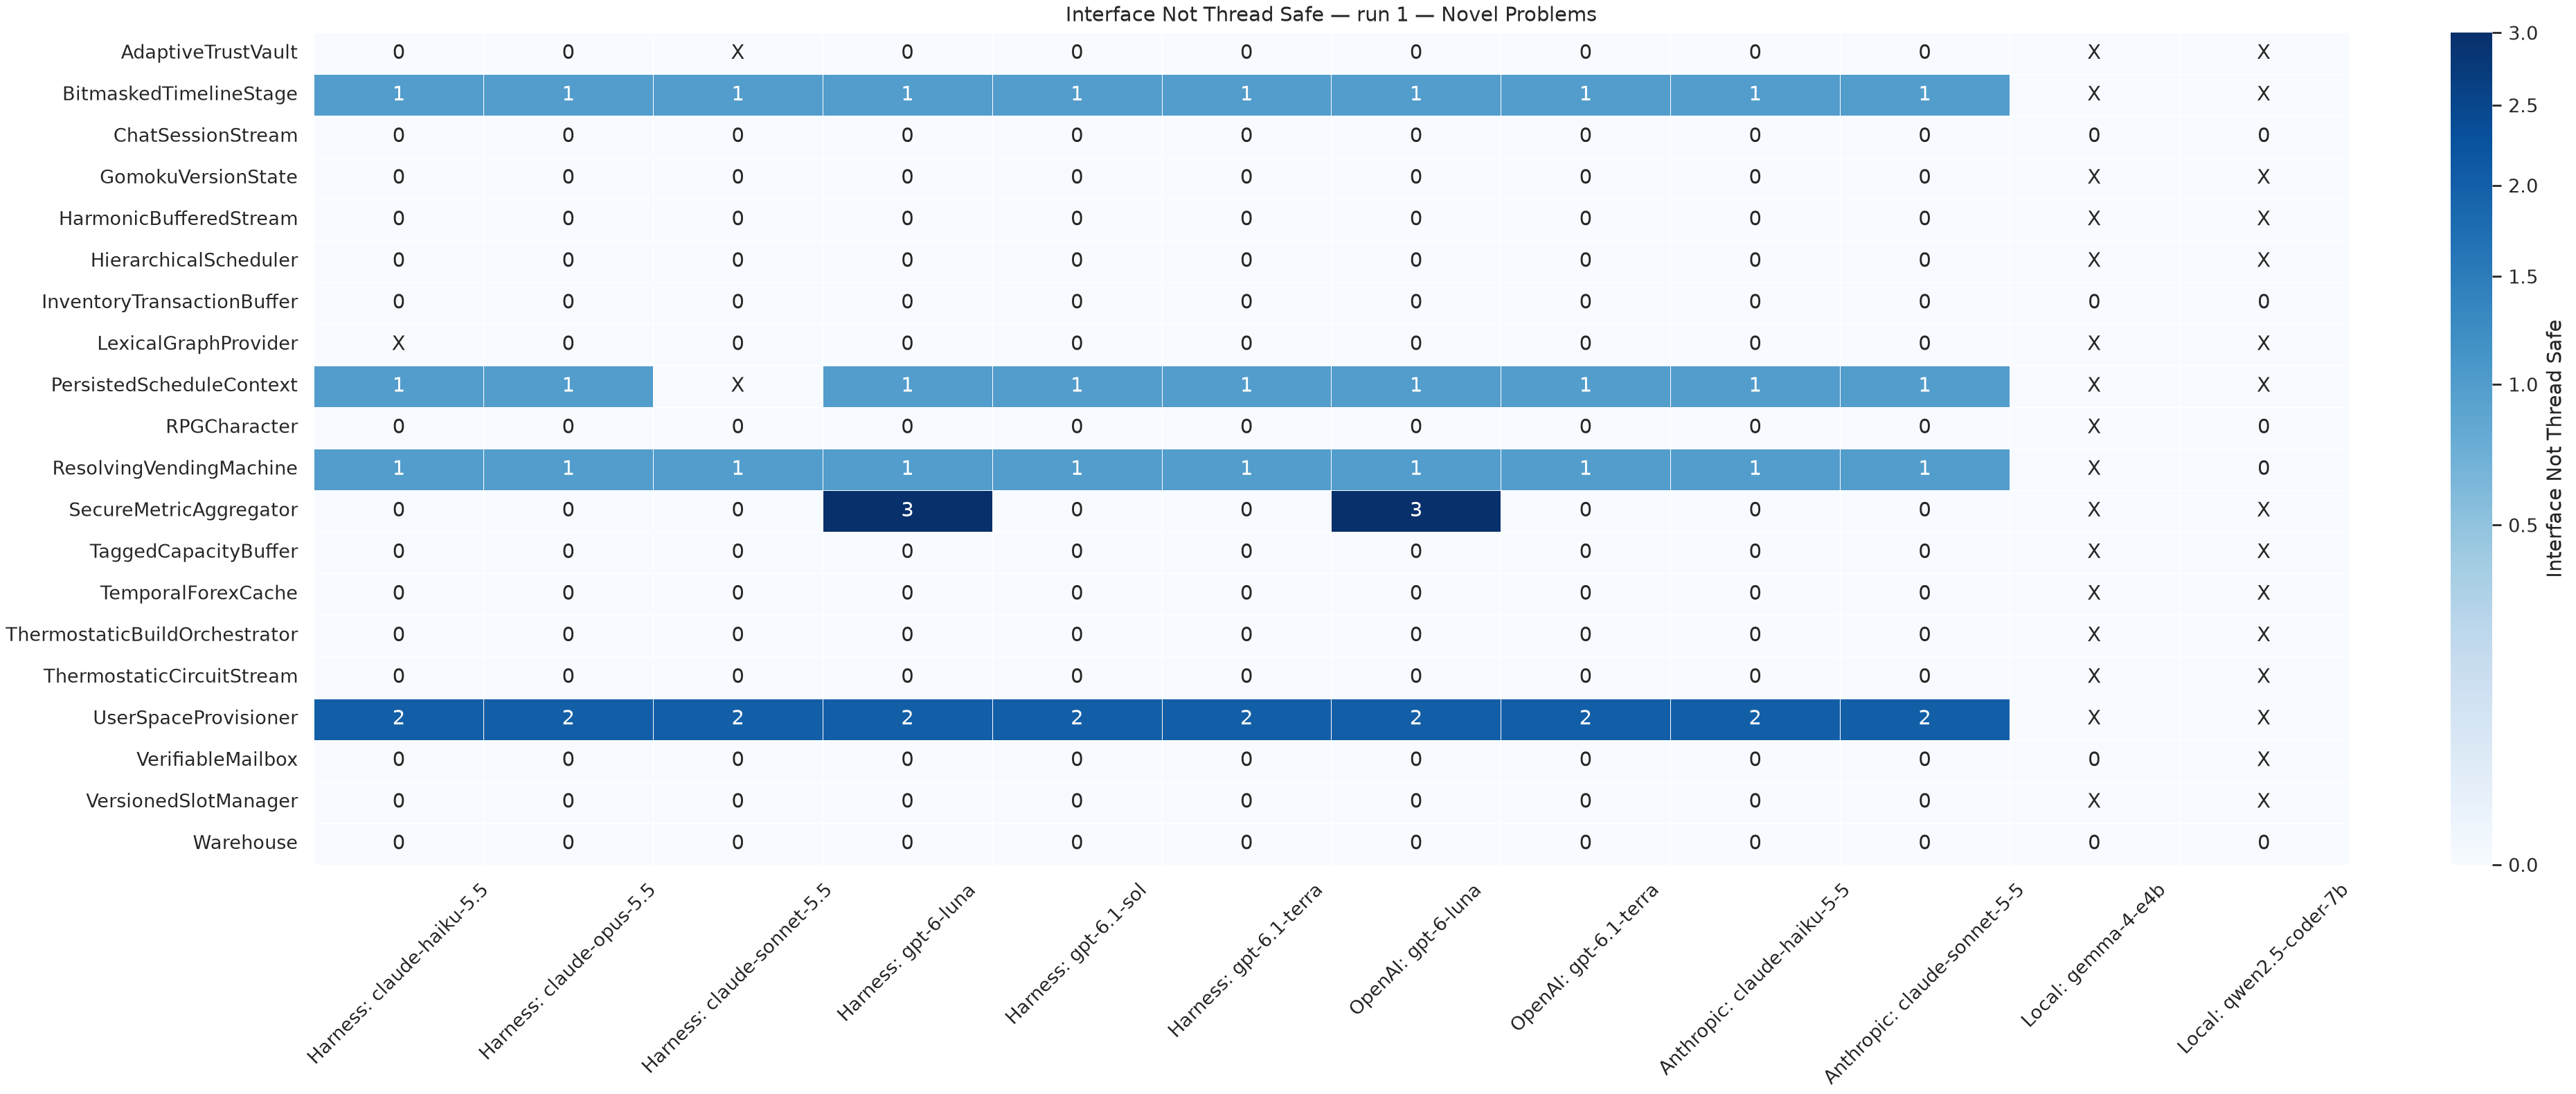 Interface Not Thread Safe — run 1 — Novel Problems
AdaptiveTrustVault 0 0 X 0 0 0 0 0 0 0 X X
BitmaskedTimelineStage 1 1 1 1 1 1 1 1 1 1 X X
ChatSessionStream 0 0 0 0 0 0 0 0 0 0 0 0
GomokuVersionState 0 0 0 0 0 0 0 0 0 0 X X
HarmonicBufferedStream 0 0 0 0 0 0 0 0 0 0 X X
HierarchicalScheduler 0 0 0 0 0 0 0 0 0 0 X X
InventoryTransactionBuffer 0 0 0 0 0 0 0 0 0 0 0 0
LexicalGraphProvider X 0 0 0 0 0 0 0 0 0 X X
PersistedScheduleContext 1 1 X 1 1 1 1 1 1 1 X X
RPGCharacter 0 0 0 0 0 0 0 0 0 0 X 0
ResolvingVendingMachine 1 1 1 1 1 1 1 1 1 1 X 0
SecureMetricAggregator 0 0 0 3 0 0 3 0 0 0 X X
TaggedCapacityBuffer 0 0 0 0 0 0 0 0 0 0 X X
TemporalForexCache 0 0 0 0 0 0 0 0 0 0 X X
ThermostaticBuildOrchestrator 0 0 0 0 0 0 0 0 0 0 X X
ThermostaticCircuitStream 0 0 0 0 0 0 0 0 0 0 X X
UserSpaceProvisioner 2 2 2 2 2 2 2 2 2 2 X X
VerifiableMailbox 0 0 0 0 0 0 0 0 0 0 0 X
VersionedSlotManager 0 0 0 0 0 0 0 0 0 0 X X
Warehouse 0 0 0 0 0 0 0 0 0 0 0 0
Harness: claude-haiku-5.5
Harness: claude-opus-5.5
Harness: claude-sonnet-5.5
Harness: gpt-6-luna
Harness: gpt-6.1-sol
Harness: gpt-6.1-terra
OpenAI: gpt-6-luna
OpenAI: gpt-6.1-terra
Anthropic: claude-haiku-5-5
Anthropic: claude-sonnet-5-5
Local: gemma-4-e4b
Local: qwen2.5-coder-7b
3.0
2.5
2.0
1.5
1.0
0.5
0.0
Interface Not Thread Safe